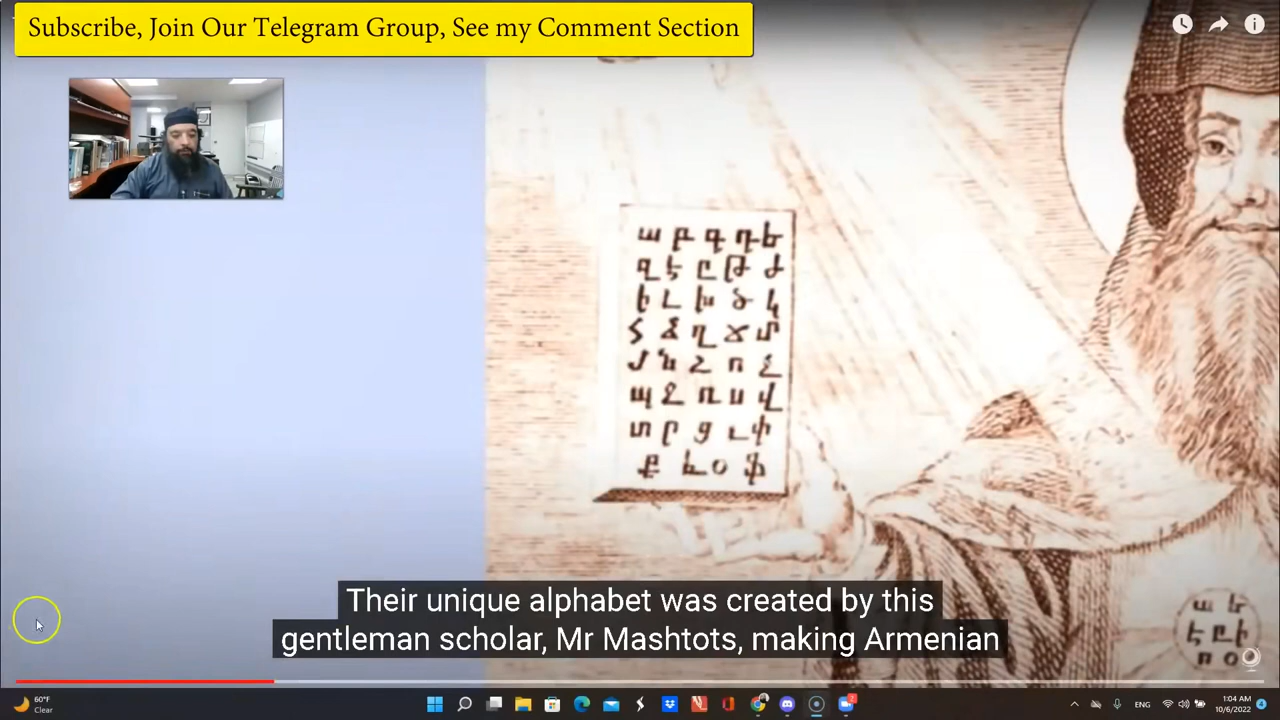 Subscribe, Join Our Telegram Group, See my Comment Section
ա բ գ դ ե
զ է ը թ ժ
ի լ խ ծ կ
հ ձ ղ ճ մ
յ ն շ ո չ
պ ջ ռ ս վ
տ ր ց ւ փ
ք և օ ֆ
Their unique alphabet was created by this
gentleman scholar, Mr Mashtots, making Armenian
ա ե
է ը ի
ո օ
60°F
Clear
ENG
1:04 AM
10/6/2022